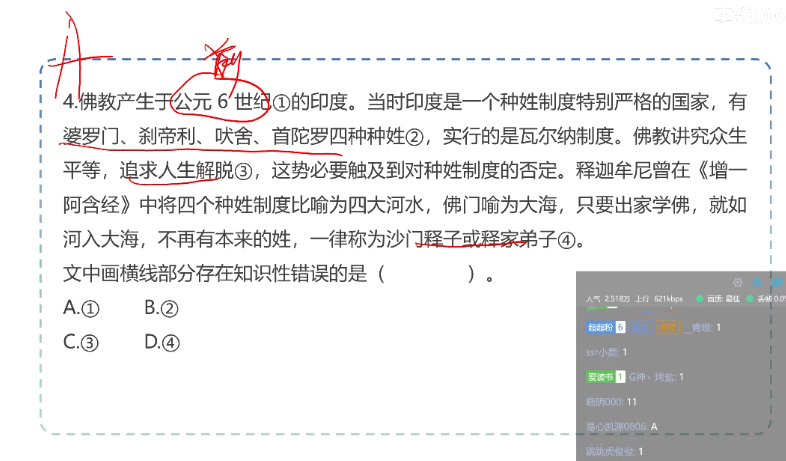 前
4.佛教产生于公元 6 世纪①的印度。当时印度是一个种姓制度特别严格的国家，有
婆罗门、刹帝利、吠舍、首陀罗四种种姓②，实行的是瓦尔纳制度。佛教讲究众生
平等，追求人生解脱③，这势必要触及到对种姓制度的否定。释迦牟尼曾在《增一
阿含经》中将四个种姓制度比喻为四大河水，佛门喻为大海，只要出家学佛，就如
河入大海，不再有本来的姓，一律称为沙门释子或释家弟子④。
文中画横线部分存在知识性错误的是（ ）。
A.① B.②
C.③ D.④
人气 2.518万 上行 621kbps 画质: 最佳 丢帧 0.0%
超超粉 6 青班: 1
ssr小鹿: 1
爱读书 1 G神丶烤盐: 1
晓明000: 11
易心凯源0806: A
跳跳虎俊俊: 1